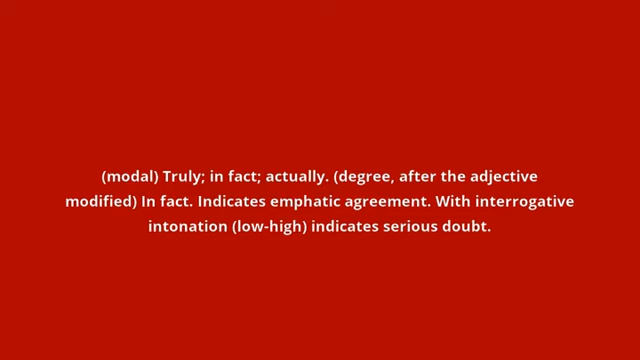 (modal) Truly; in fact; actually. (degree, after the adjective
modified) In fact. Indicates emphatic agreement. With interrogative
intonation (low-high) indicates serious doubt.